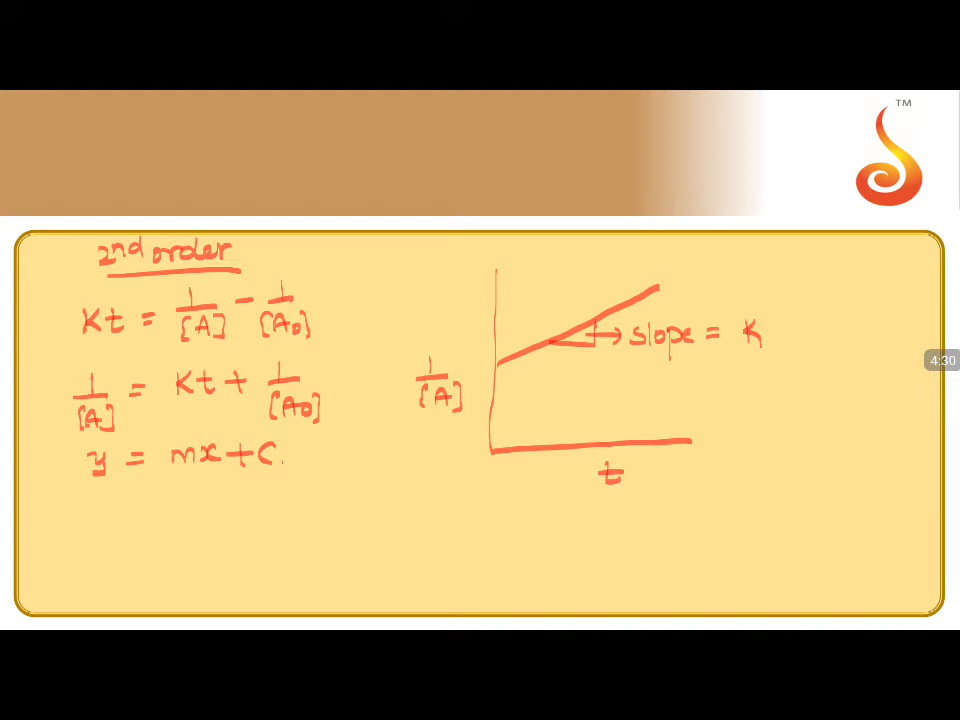 TM
2nd order
Kt = 1/[A] - 1/[A0]
1/[A] = Kt + 1/[A0]
y = mx + C.
slope = K
1/[A]
t
4:30